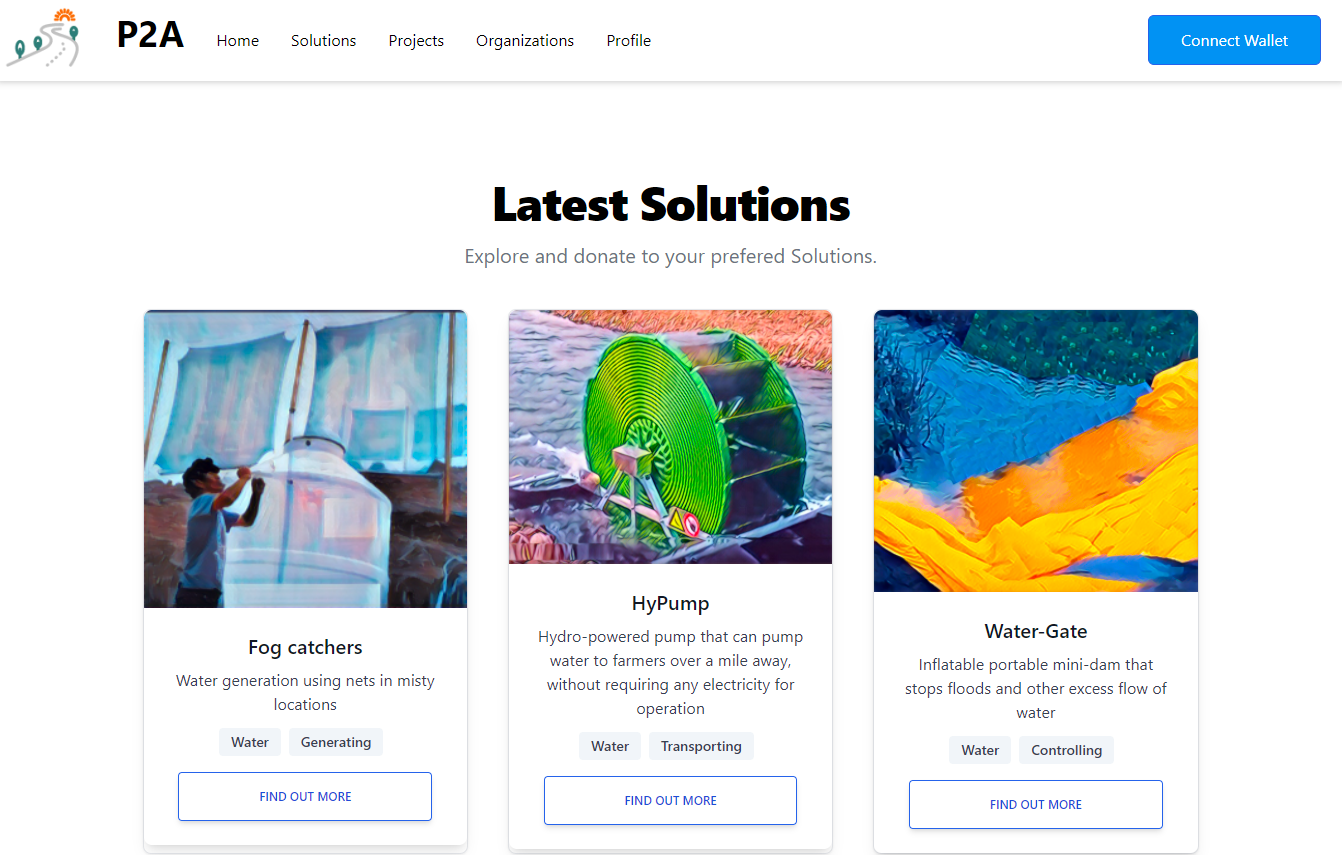 P2A
Home
Solutions
Projects
Organizations
Profile
Connect Wallet
Latest Solutions
Explore and donate to your prefered Solutions.
Fog catchers
Water generation using nets in misty
locations
Water
Generating
FIND OUT MORE
HyPump
Hydro-powered pump that can pump
water to farmers over a mile away,
without requiring any electricity for
operation
Water
Transporting
FIND OUT MORE
Water-Gate
Inflatable portable mini-dam that
stops floods and other excess flow of
water
Water
Controlling
FIND OUT MORE